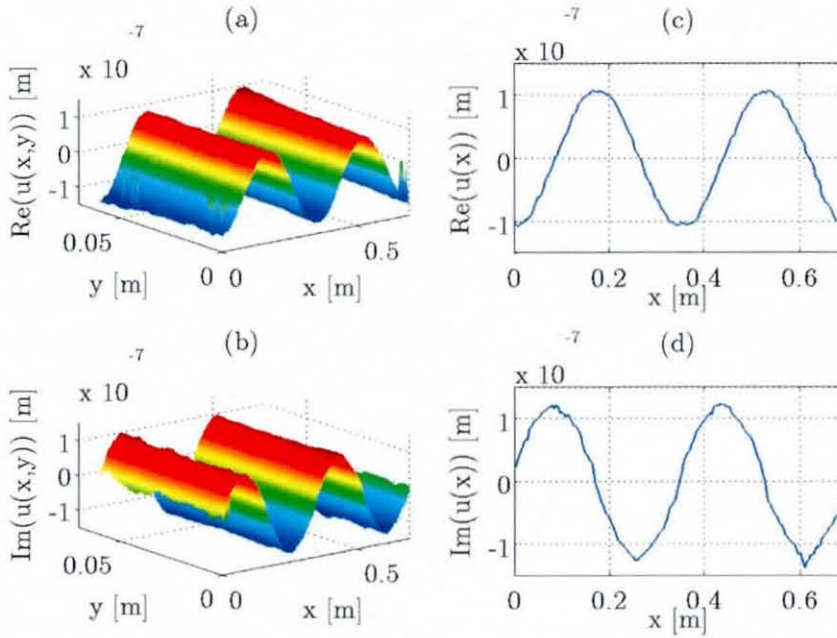 (a)
-7
x 10
Re(u(x,y)) [m]
1
0
-1
0.05
0
0
0.5
y [m]
x [m]
(c)
-7
x 10
Re(u(x)) [m]
1
0
-1
0
0.2
0.4
0.6
x [m]
(b)
-7
x 10
Im(u(x,y)) [m]
1
0
-1
0.05
0
0
0.5
y [m]
x [m]
(d)
-7
x 10
Im(u(x)) [m]
1
0
-1
0
0.2
0.4
0.6
x [m]